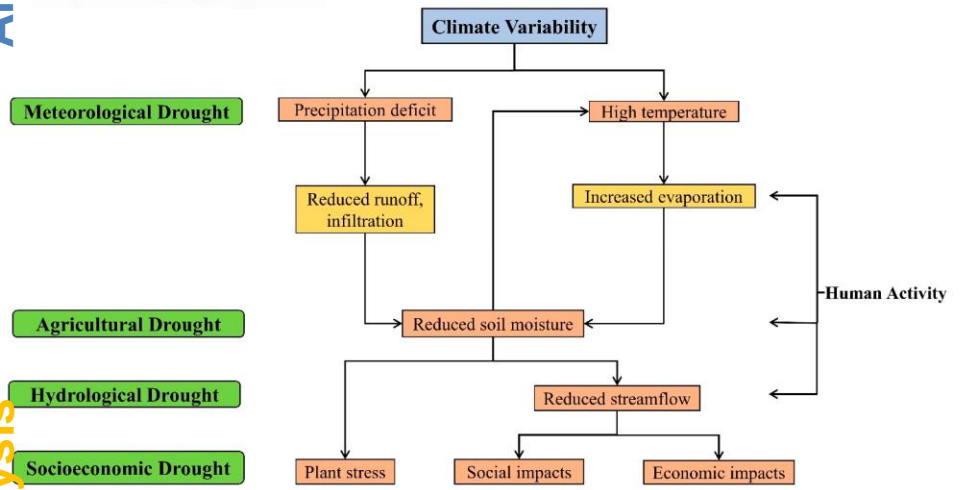 Climate Variability
Meteorological Drought
Precipitation deficit
High temperature
Reduced runoff,
infiltration
Increased evaporation
Human Activity
Agricultural Drought
Reduced soil moisture
Hydrological Drought
Reduced streamflow
Socioeconomic Drought
Plant stress
Social impacts
Economic impacts